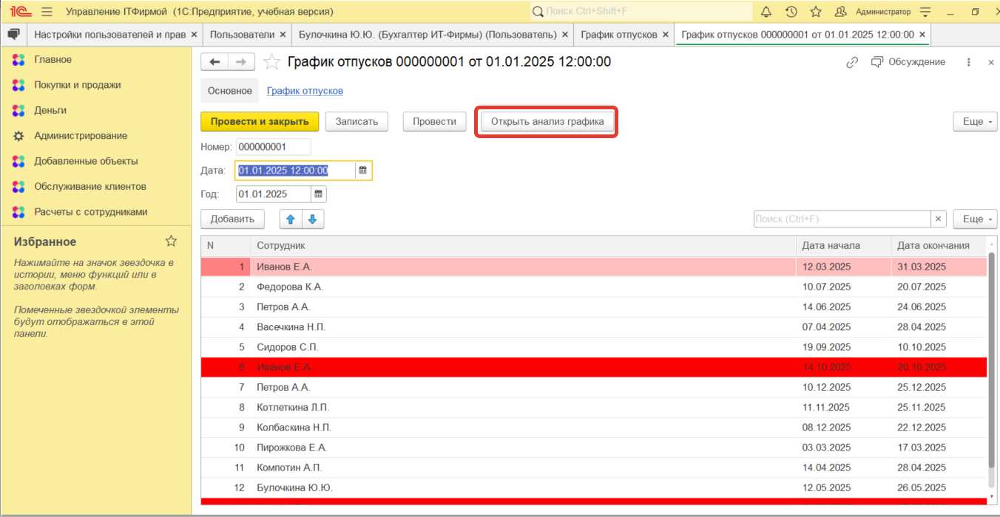 Управление ITФирмой (1С:Предприятие, учебная версия)
Поиск Ctrl+Shift+F
Администратор
Настройки пользователей и прав ×
Пользователи ×
Булочкина Ю.Ю. (Бухгалтер ИТ-Фирмы) (Пользователь) ×
График отпусков ×
График отпусков 000000001 от 01.01.2025 12:00:00 ×
Главное
Покупки и продажи
Деньги
Администрирование
Добавленные объекты
Обслуживание клиентов
Расчеты с сотрудниками
Избранное
Нажимайте на значок звездочка в
истории, меню функций или в
заголовках форм.
Помеченные звездочкой элементы
будут отображаться в этой
панели.
График отпусков 000000001 от 01.01.2025 12:00:00
Обсуждение
Основное График отпусков
Провести и закрыть Записать Провести Открыть анализ графика Еще
Номер: 000000001
Дата: 01.01.2025 12:00:00
Год: 01.01.2025
Добавить Поиск (Ctrl+F) × Еще
N Сотрудник Дата начала Дата окончания
1 Иванов Е.А. 12.03.2025 31.03.2025
2 Федорова К.А. 10.07.2025 20.07.2025
3 Петров А.А. 14.06.2025 24.06.2025
4 Васечкина Н.П. 07.04.2025 28.04.2025
5 Сидоров С.П. 19.09.2025 10.10.2025
6 Иванов Е.А. 14.10.2025 20.10.2025
7 Петров А.А. 10.12.2025 25.12.2025
8 Котлеткина Л.П. 11.11.2025 25.11.2025
9 Колбаскина Н.П. 08.12.2025 22.12.2025
10 Пирожкова Е.А. 03.03.2025 17.03.2025
11 Компотин А.П. 14.04.2025 28.04.2025
12 Булочкина Ю.Ю. 12.05.2025 26.05.2025